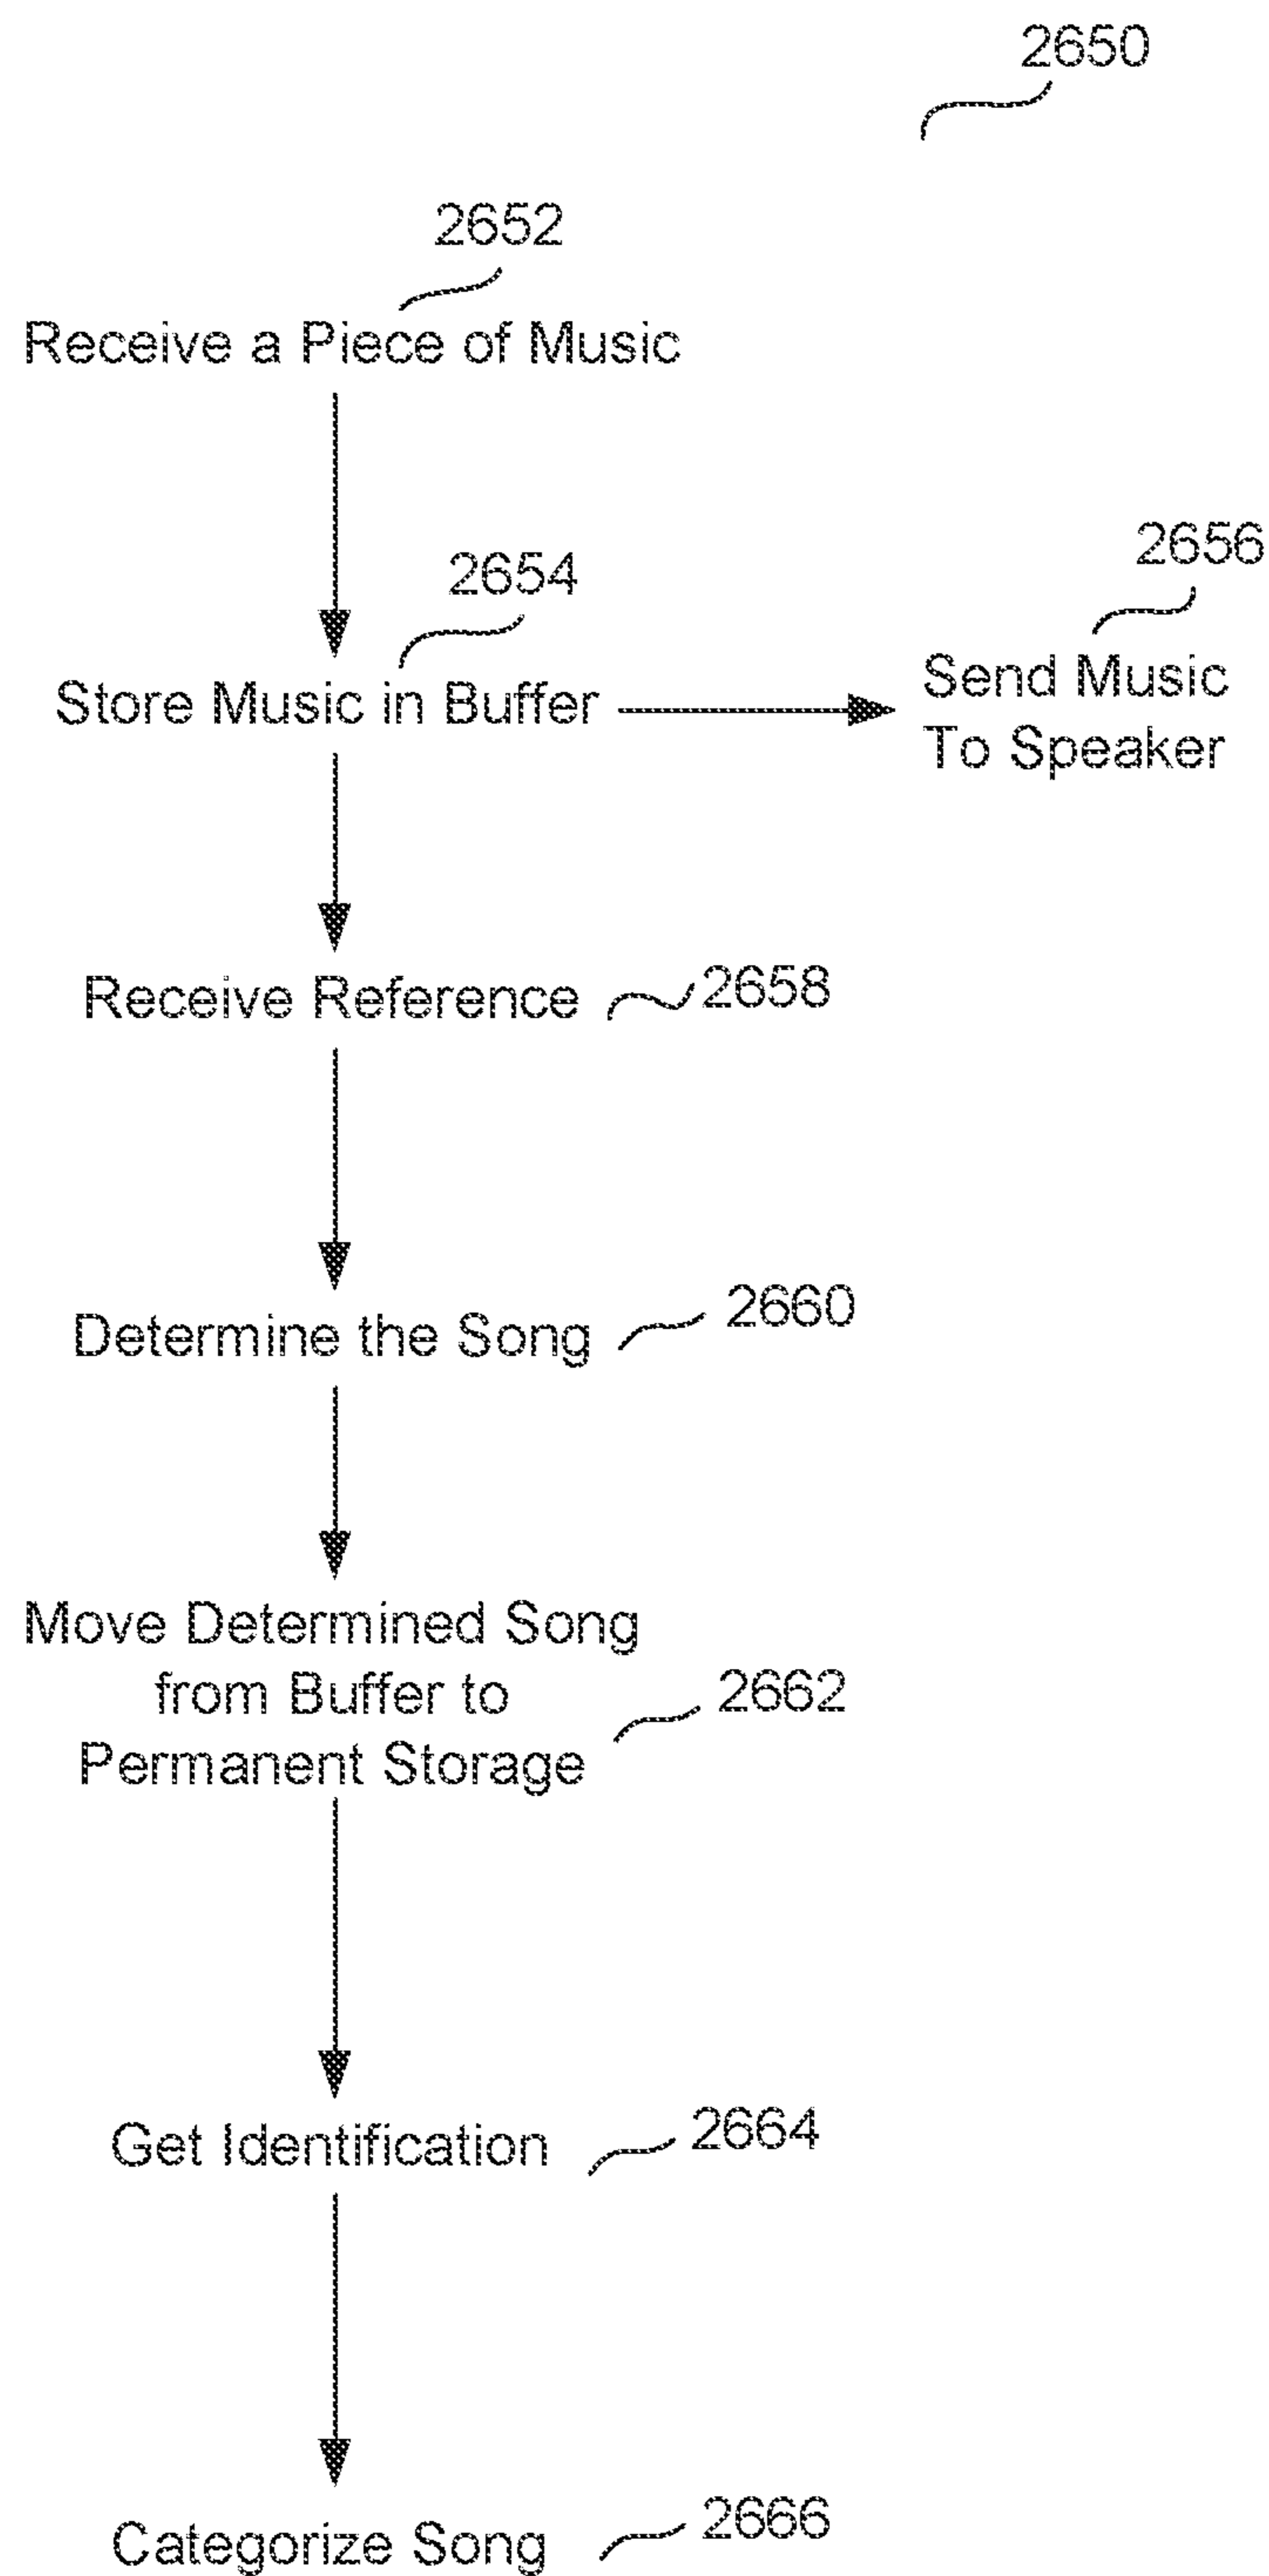 2650
2652
Receive a Piece of Music
2654
2656
Store Music in Buffer
Send Music
To Speaker
Receive Reference
2658
Determine the Song
2660
Move Determined Song
from Buffer to
Permanent Storage
2662
Get Identification
2664
Categorize Song
2666